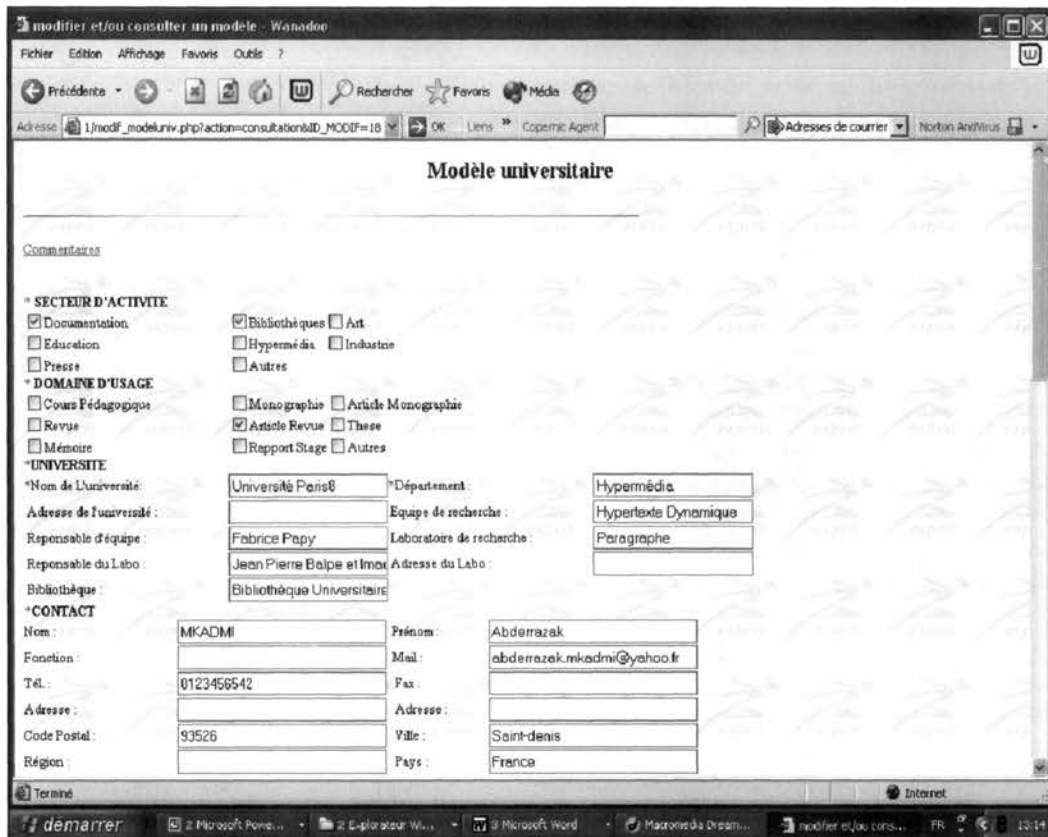 modifier et/ou consulter un modèle - Wanadoo
Fichier Edition Affichage Favoris Outils ?
Précédente Rechercher Favoris Média
Adresse 1/modif_modeluniv.php?action=consultation&ID_MODIF=18 OK Liens » Copernic Agent Adresses de courrier Norton AntiVirus
Modèle universitaire
Commentaires
* SECTEUR D'ACTIVITE
Documentation Bibliothèques Art
Education Hypermédia Industrie
Presse Autres
* DOMAINE D'USAGE
Cours Pédagogique Monographie Article Monographie
Revue Article Revue These
Mémoire Rapport Stage Autres
*UNIVERSITE
*Nom de L'université: Université Paris8 *Département : Hypermédia
Adresse de l'université : Equipe de recherche : Hypertexte Dynamique
Reponsable d'équipe : Fabrice Papy Laboratoire de recherche : Paragraphe
Reponsable du Labo : Jean Pierre Balpe et Imad Adresse du Labo :
Bibliothèque : Bibliothèque Universitaire
*CONTACT
Nom : MKADMI Prénom : Abderrazak
Fonction : Mail : abderrazak.mkadmi@yahoo.fr
Tél. : 0123456542 Fax :
Adresse : Adresse :
Code Postal : 93526 Ville : Saint-denis
Région : Pays : France
Terminé Internet
démarrer 2 Microsoft Powe... 2 Explorateur Wi... 3 Microsoft Word Macromedia Dream... modifier et/ou cons... FR 13:14